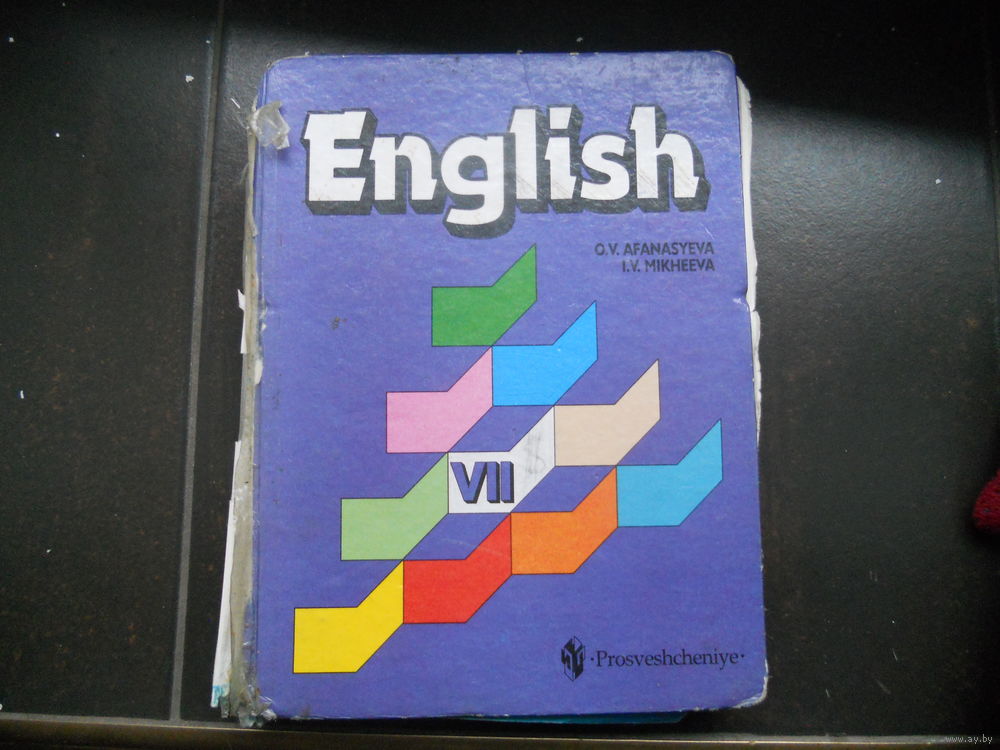 English
O.V. AFANASYEVA
I.V. MIKHEEVA
VII
·Prosveshcheniye·
www.ay.by